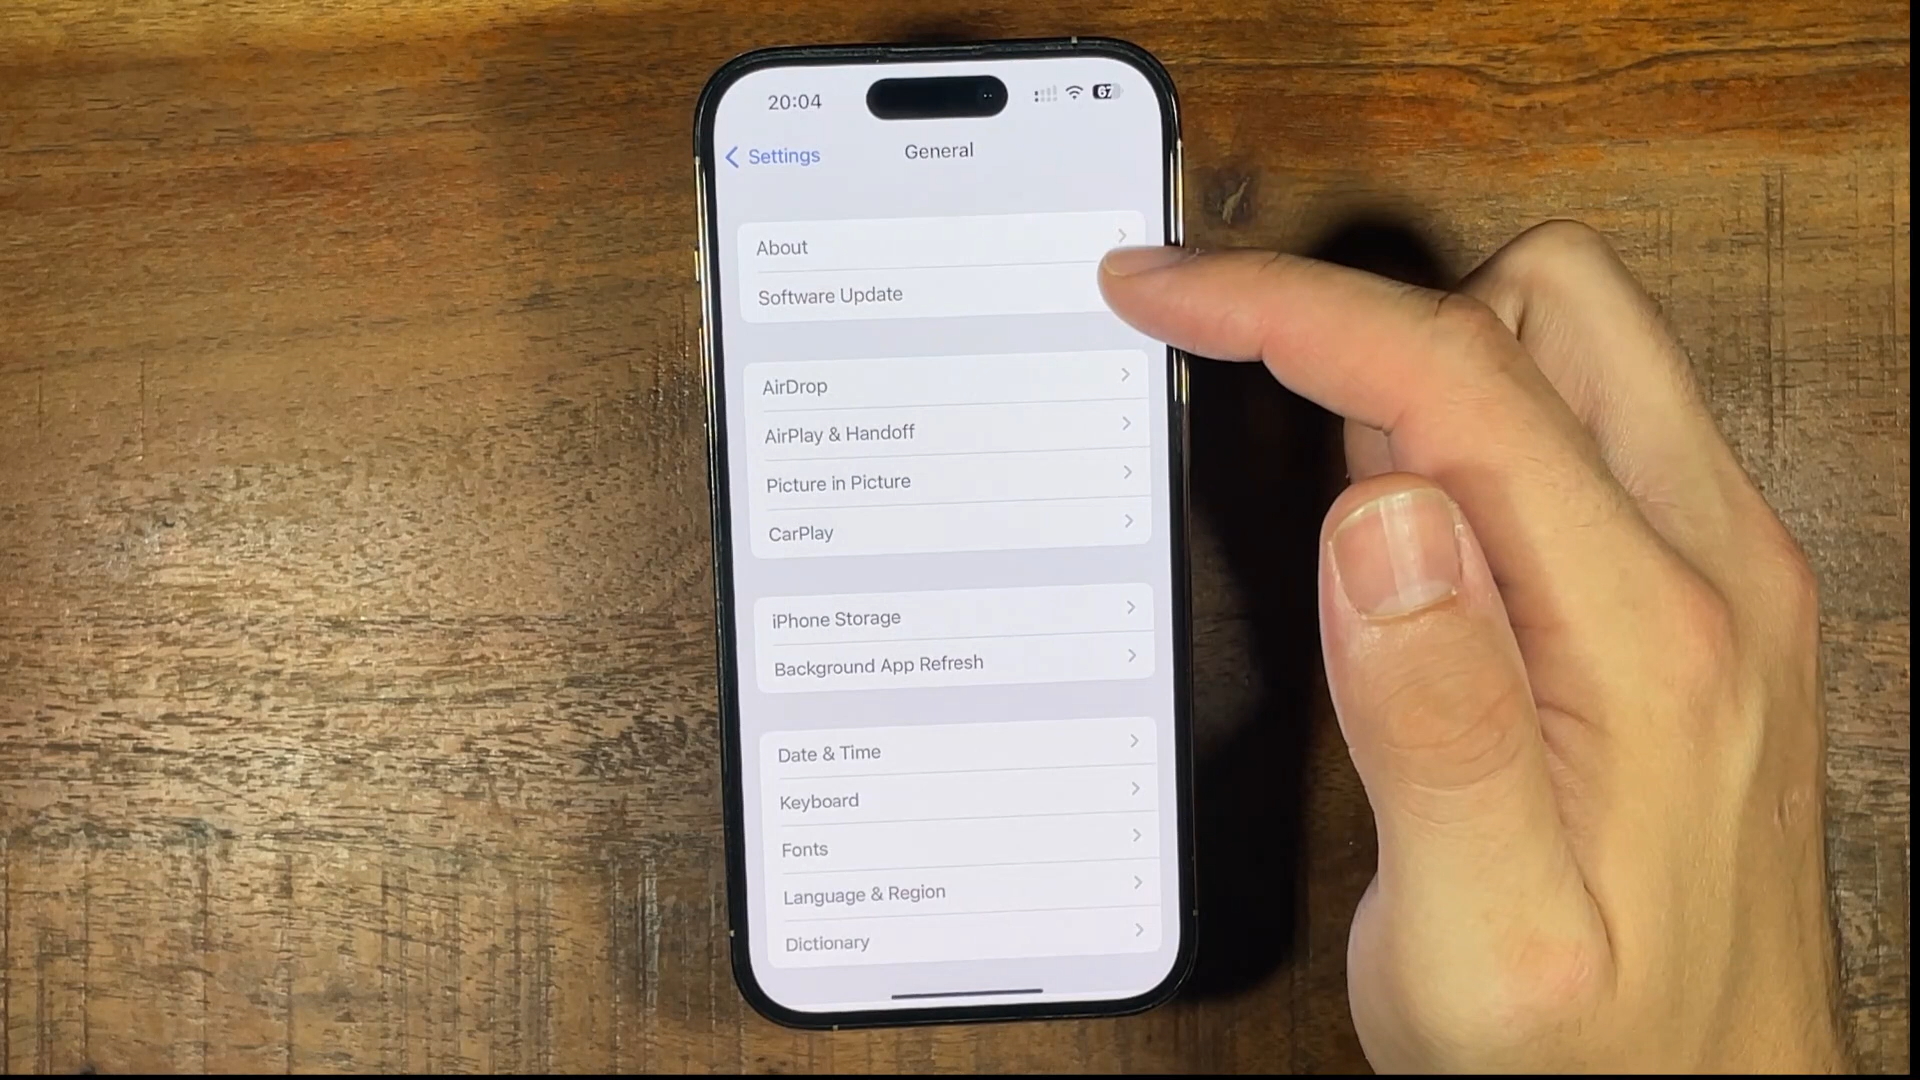 20:04
67
Settings
General
About
Software Update
AirDrop
AirPlay & Handoff
Picture in Picture
CarPlay
iPhone Storage
Background App Refresh
Date & Time
Keyboard
Fonts
Language & Region
Dictionary